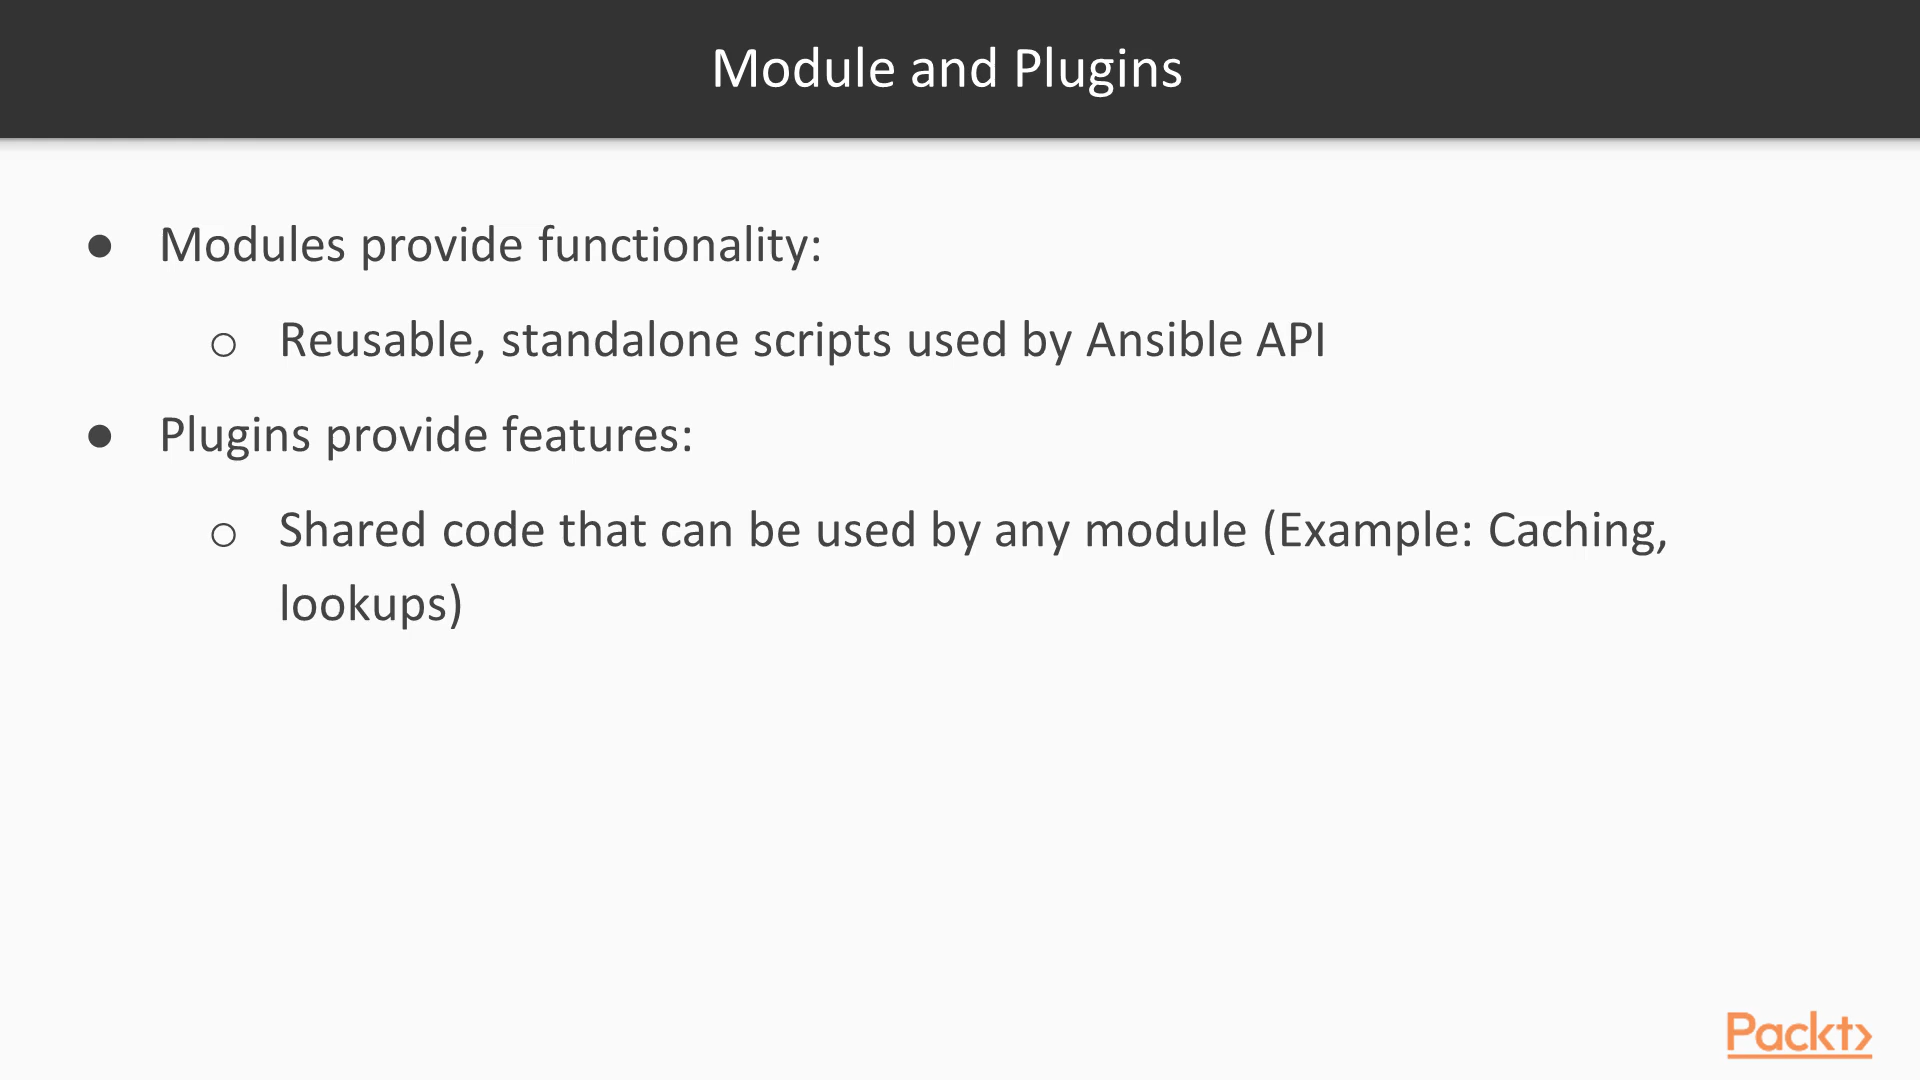 Module and Plugins
● Modules provide functionality:
○ Reusable, standalone scripts used by Ansible API
● Plugins provide features:
○ Shared code that can be used by any module (Example: Caching,
lookups)
Packt>